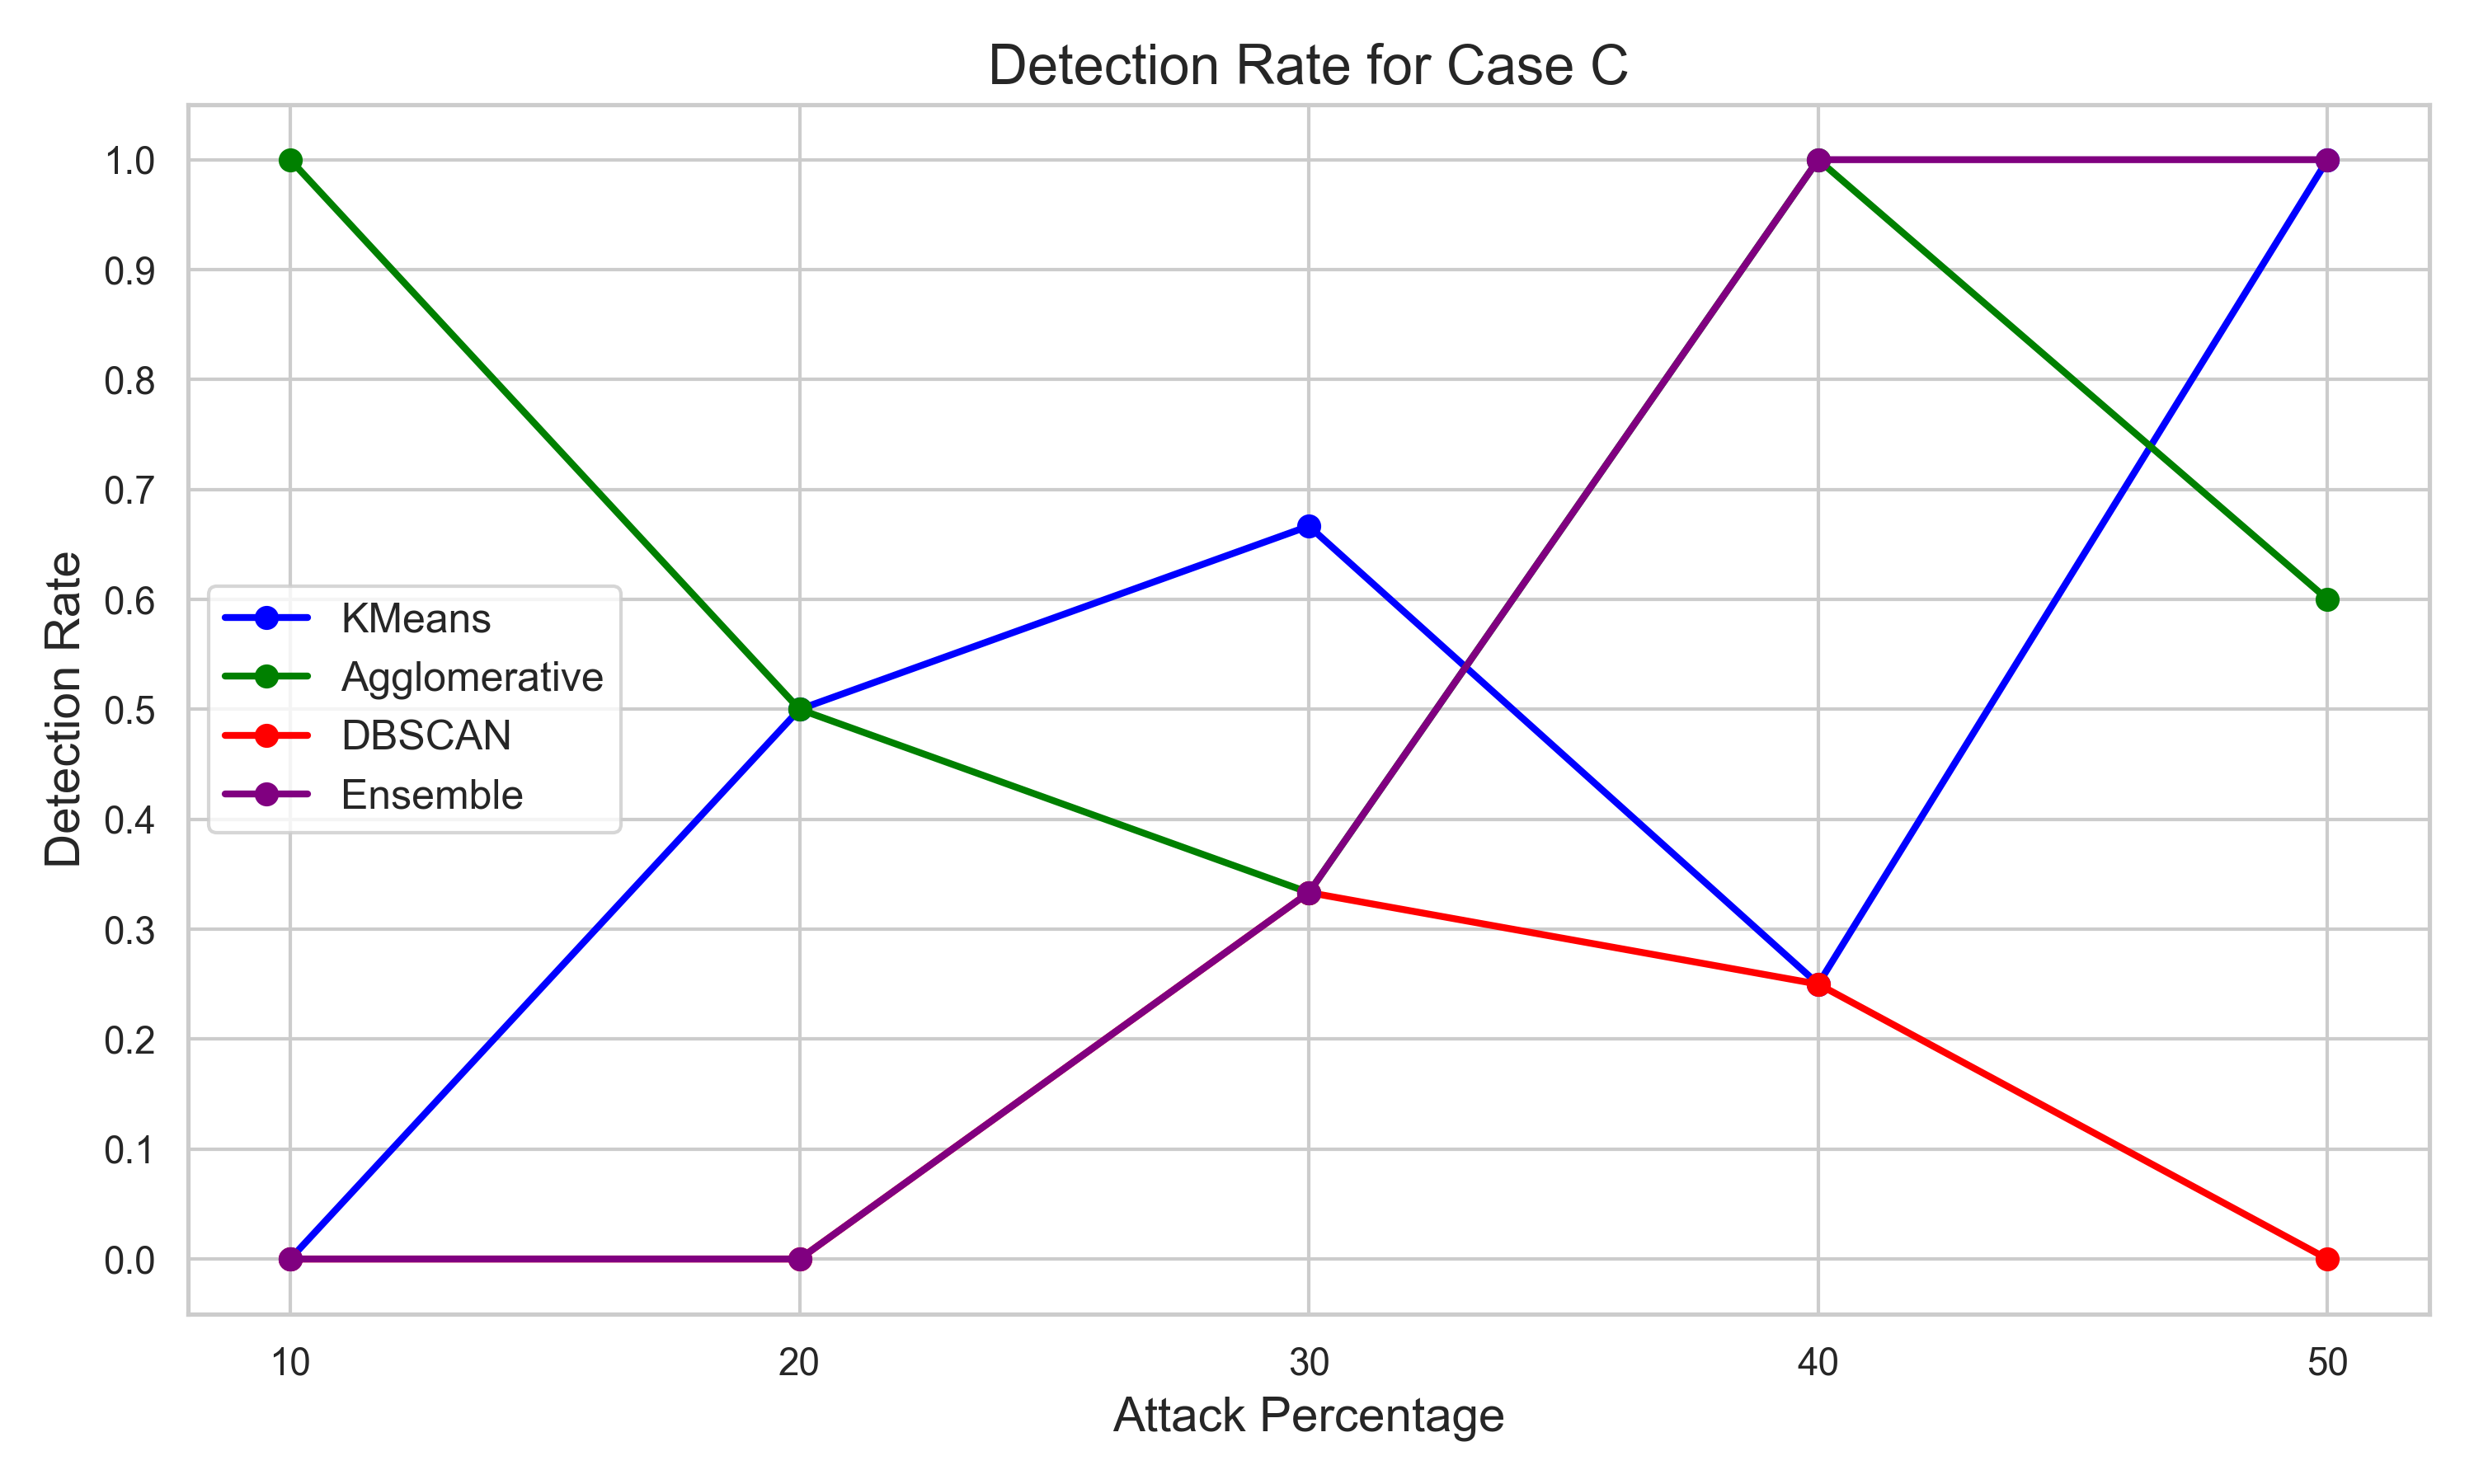 Detection Rate for Case C
1.0
0.9
0.8
0.7
0.6
0.5
0.4
0.3
0.2
0.1
0.0
Detection Rate
KMeans
Agglomerative
DBSCAN
Ensemble
10 20 30 40 50
Attack Percentage